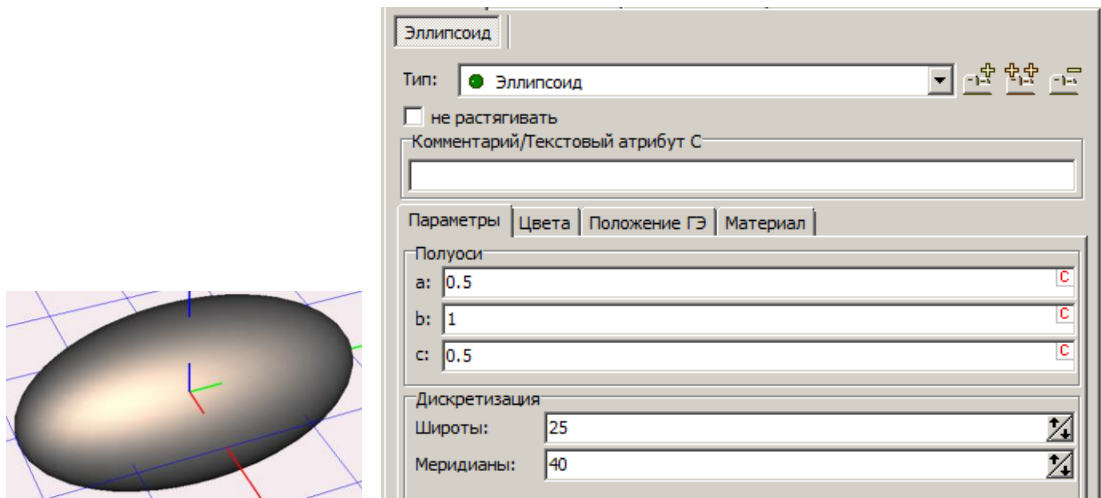 Эллипсоид
Тип: Эллипсоид
не растягивать
Комментарий/Текстовый атрибут C
Параметры Цвета Положение ГЭ Материал
Полуоси
a: 0.5 C
b: 1 C
c: 0.5 C
Дискретизация
Широты: 25
Меридианы: 40